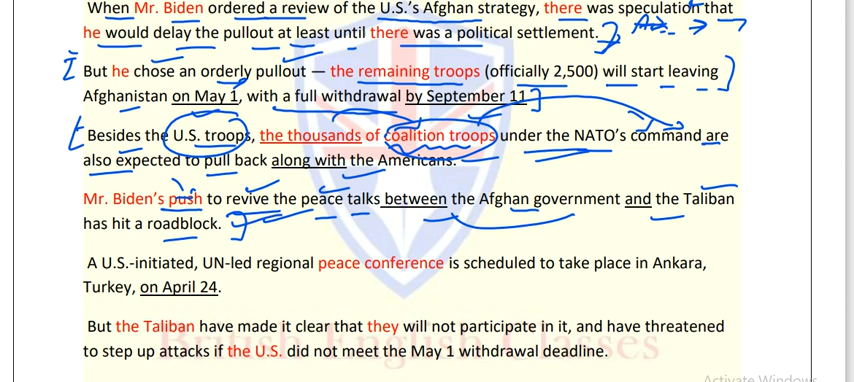 When Mr. Biden ordered a review of the U.S.'s Afghan strategy, there was speculation that
he would delay the pullout at least until there was a political settlement.
But he chose an orderly pullout — the remaining troops (officially 2,500) will start leaving
Afghanistan on May 1, with a full withdrawal by September 11.
Besides the U.S. troops, the thousands of coalition troops under the NATO's command are
also expected to pull back along with the Americans.
Mr. Biden's push to revive the peace talks between the Afghan government and the Taliban
has hit a roadblock.
A U.S.-initiated, UN-led regional peace conference is scheduled to take place in Ankara,
Turkey, on April 24.
But the Taliban have made it clear that they will not participate in it, and have threatened
to step up attacks if the U.S. did not meet the May 1 withdrawal deadline.
British English Classes
Activate Windows